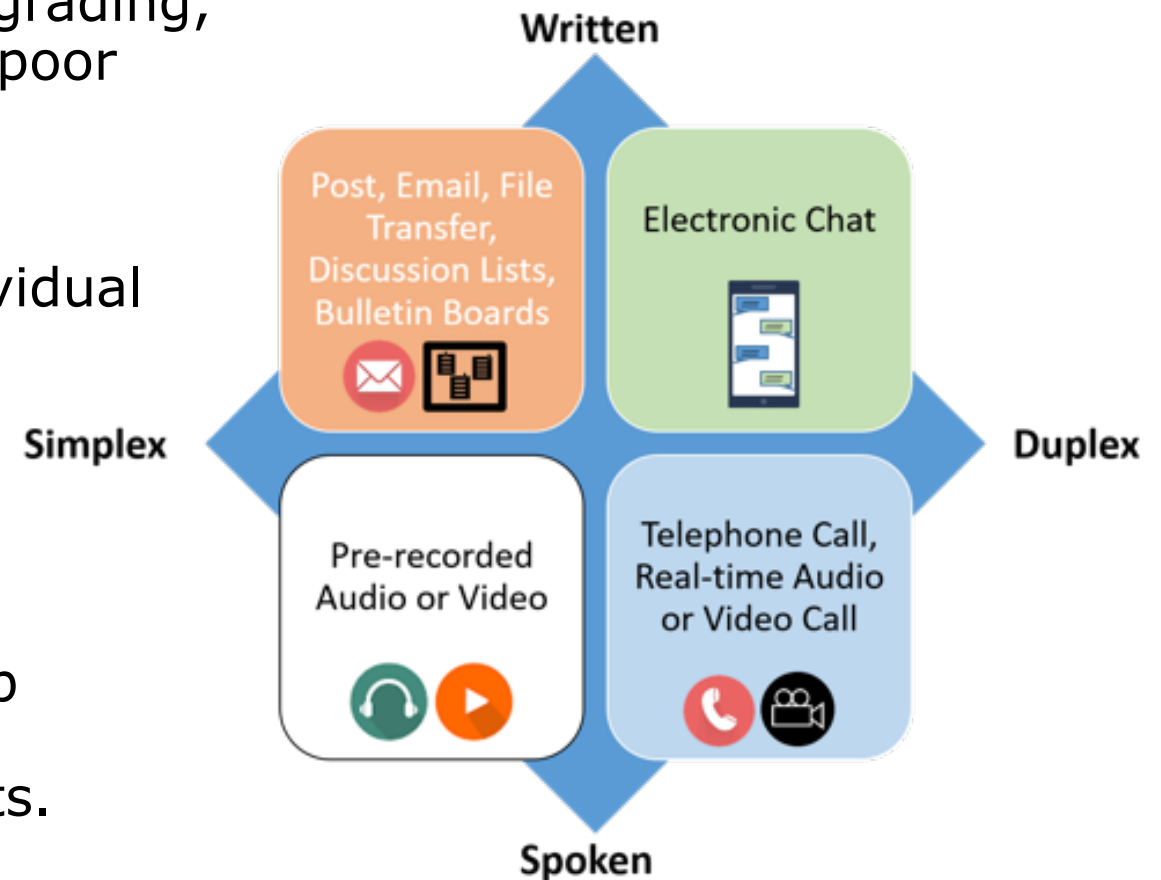 grading,
poor
vidual
ts.
Written
Post, Email, File
Transfer,
Discussion Lists,
Bulletin Boards
Electronic Chat
Simplex
Duplex
Pre-recorded
Audio or Video
Telephone Call,
Real-time Audio
or Video Call
Spoken